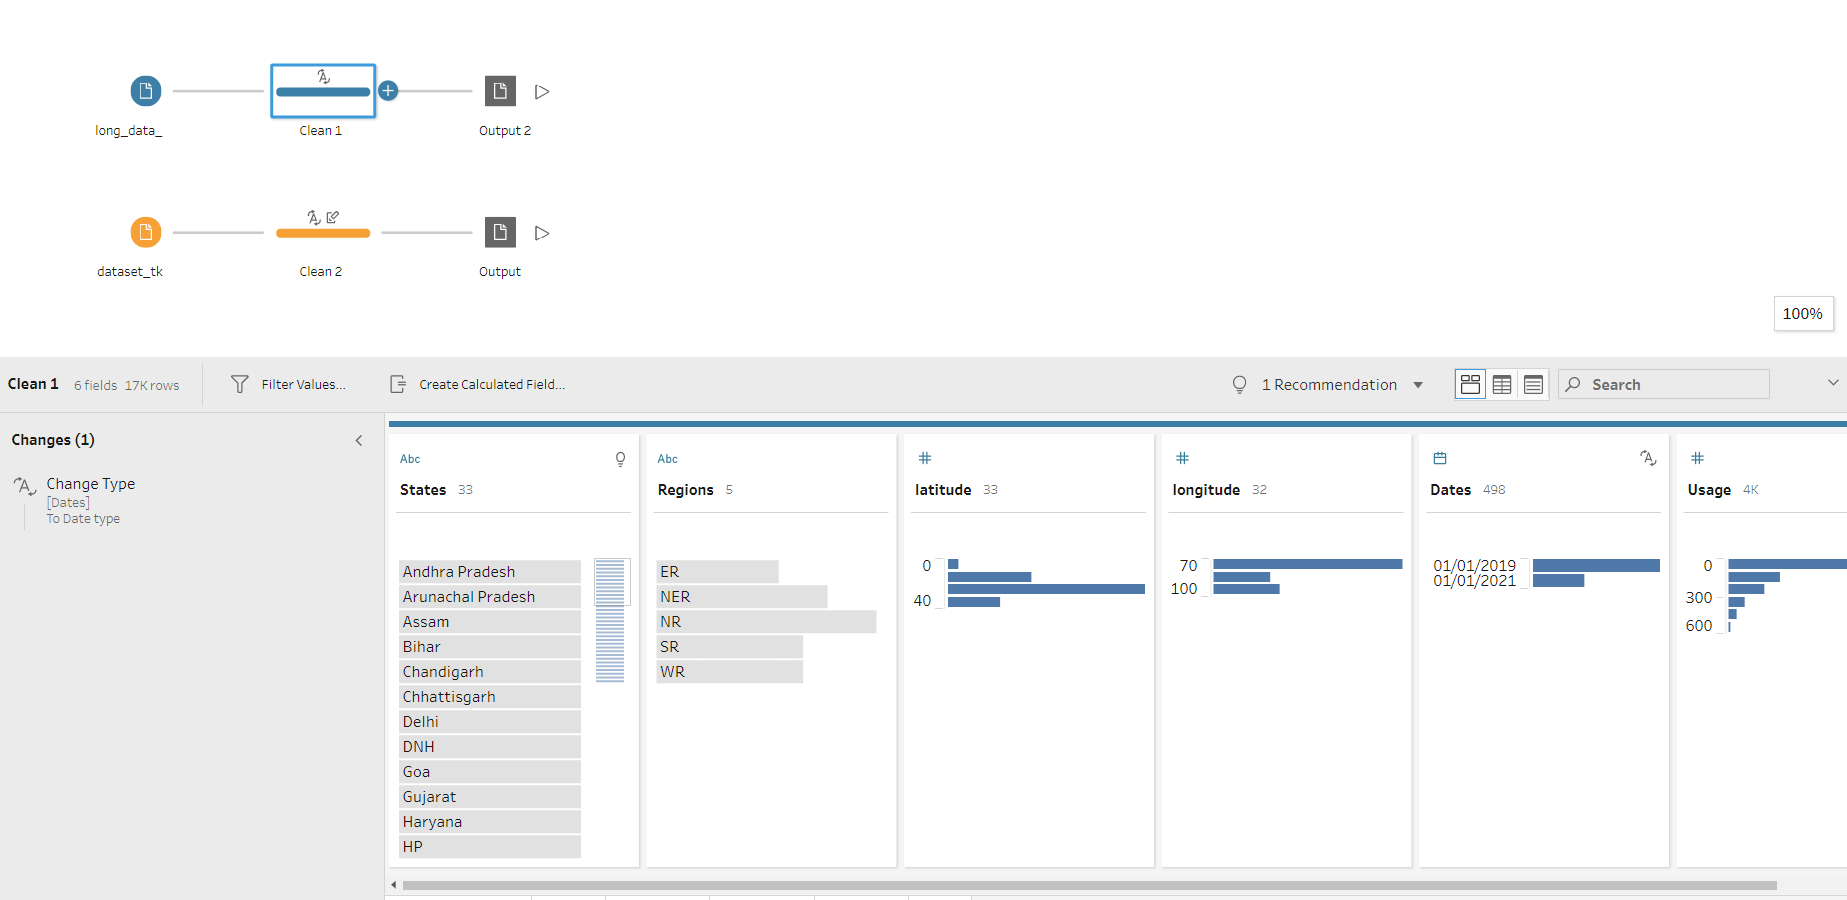 long_data_
Clean 1
Output 2
dataset_tk
Clean 2
Output
100%
Clean 1 6 fields 17K rows
Filter Values...
Create Calculated Field...
1 Recommendation
Search
Changes (1)
Change Type
[Dates]
To Date type
Abc
States 33
Andhra Pradesh
Arunachal Pradesh
Assam
Bihar
Chandigarh
Chhattisgarh
Delhi
DNH
Goa
Gujarat
Haryana
HP
Abc
Regions 5
ER
NER
NR
SR
WR
#
latitude 33
0
40
#
longitude 32
70
100
Dates 498
01/01/2019
01/01/2021
#
Usage 4K
0
300
600